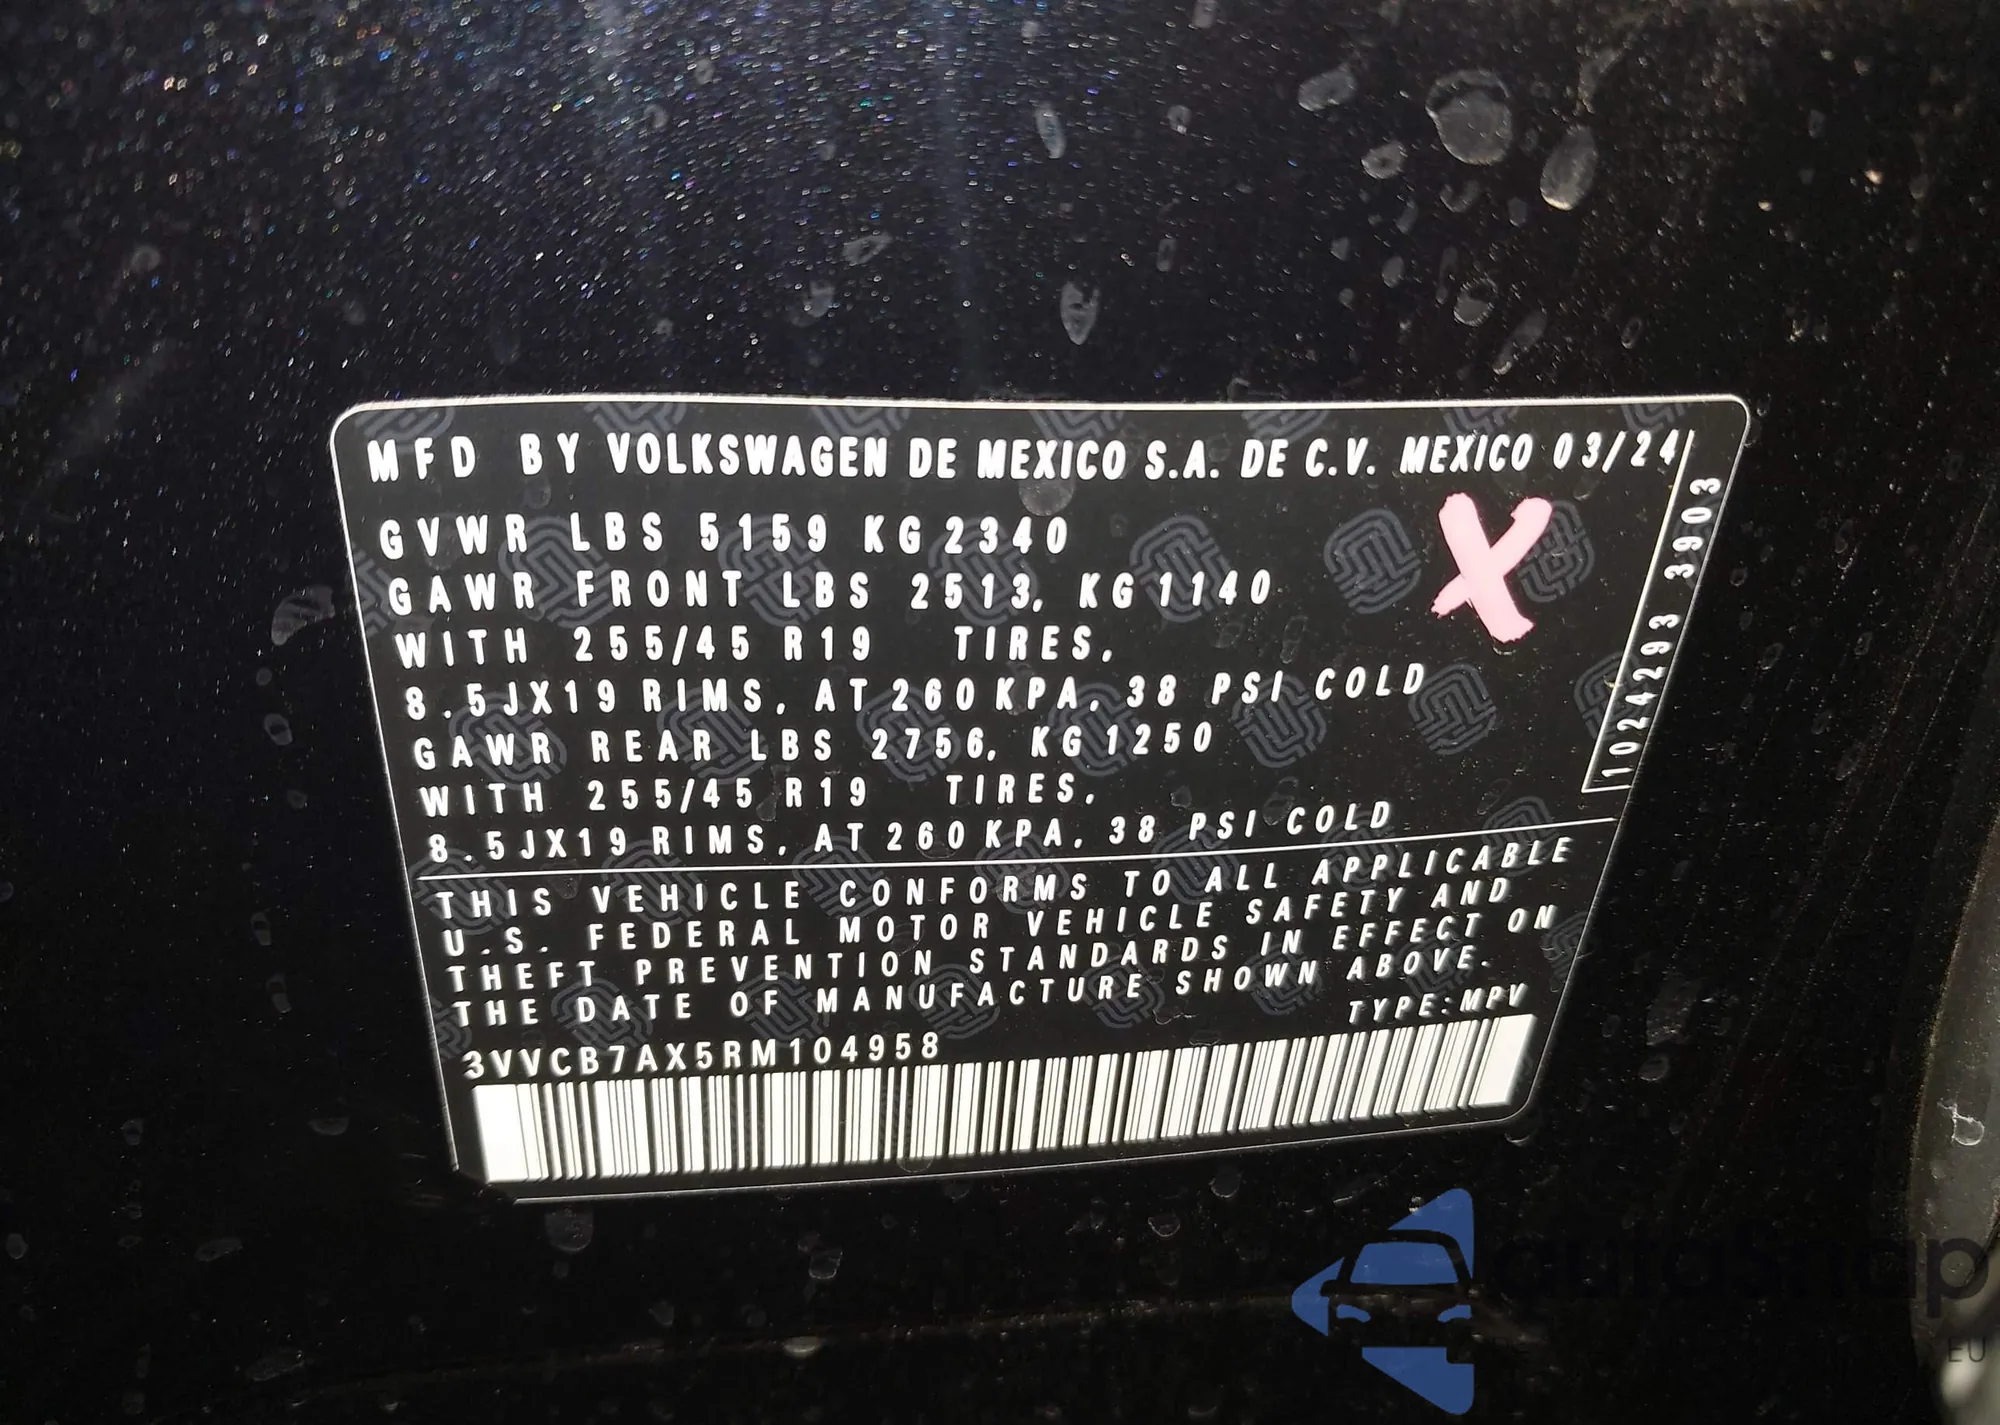 MFD BY VOLKSWAGEN DE MEXICO S.A. DE C.V. MEXICO 03/24
GVWR LBS 5159 KG 2340
GAWR FRONT LBS 2513, KG 1140
WITH 255/45 R19 TIRES,
8.5JX19 RIMS, AT 260 KPA, 38 PSI COLD
GAWR REAR LBS 2756, KG 1250
WITH 255/45 R19 TIRES,
8.5JX19 RIMS, AT 260 KPA, 38 PSI COLD
1024293 3903
THIS VEHICLE CONFORMS TO ALL APPLICABLE
U.S. FEDERAL MOTOR VEHICLE SAFETY AND
THEFT PREVENTION STANDARDS IN EFFECT ON
THE DATE OF MANUFACTURE SHOWN ABOVE.
TYPE:MPV
3VVCB7AX5RM104958
autosnap
EU